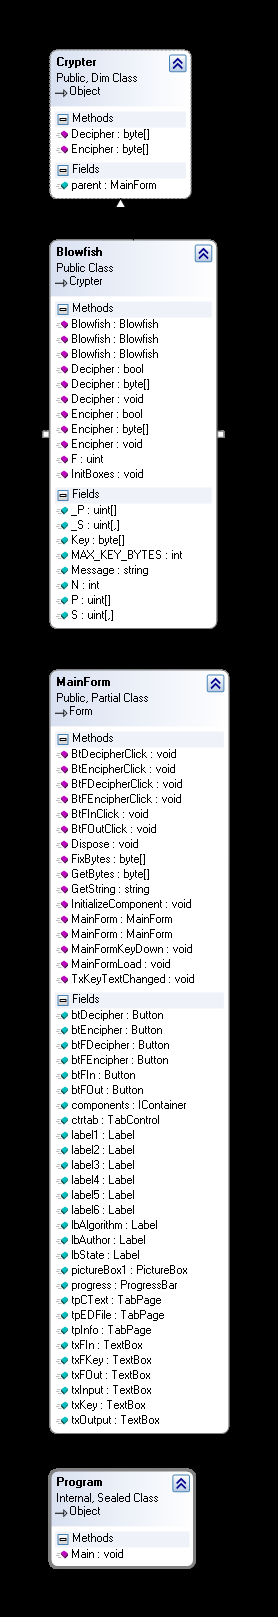 Crypter
Public, Dim Class
Object
Methods
Decipher : byte[]
Encipher : byte[]
Fields
parent : MainForm
Blowfish
Public Class
Crypter
Methods
Blowfish : Blowfish
Blowfish : Blowfish
Blowfish : Blowfish
Decipher : bool
Decipher : byte[]
Decipher : void
Encipher : bool
Encipher : byte[]
Encipher : void
F : uint
InitBoxes : void
Fields
_P : uint[]
_S : uint[,]
Key : byte[]
MAX_KEY_BYTES : int
Message : string
N : int
P : uint[]
S : uint[,]
MainForm
Public, Partial Class
Form
Methods
BtDecipherClick : void
BtEncipherClick : void
BtFDecipherClick : void
BtFEncipherClick : void
BtFInClick : void
BtFOutClick : void
Dispose : void
FixBytes : byte[]
GetBytes : byte[]
GetString : string
InitializeComponent : void
MainForm : MainForm
MainForm : MainForm
MainFormKeyDown : void
MainFormLoad : void
TxKeyTextChanged : void
Fields
btDecipher : Button
btEncipher : Button
btFDecipher : Button
btFEncipher : Button
btFIn : Button
btFOut : Button
components : IContainer
ctrtab : TabControl
label1 : Label
label2 : Label
label3 : Label
label4 : Label
label5 : Label
label6 : Label
lbAlgorithm : Label
lbAuthor : Label
lbState : Label
pictureBox1 : PictureBox
progress : ProgressBar
tpCText : TabPage
tpEDFile : TabPage
tpInfo : TabPage
txFIn : TextBox
txFKey : TextBox
txFOut : TextBox
txInput : TextBox
txKey : TextBox
txOutput : TextBox
Program
Internal, Sealed Class
Object
Methods
Main : void